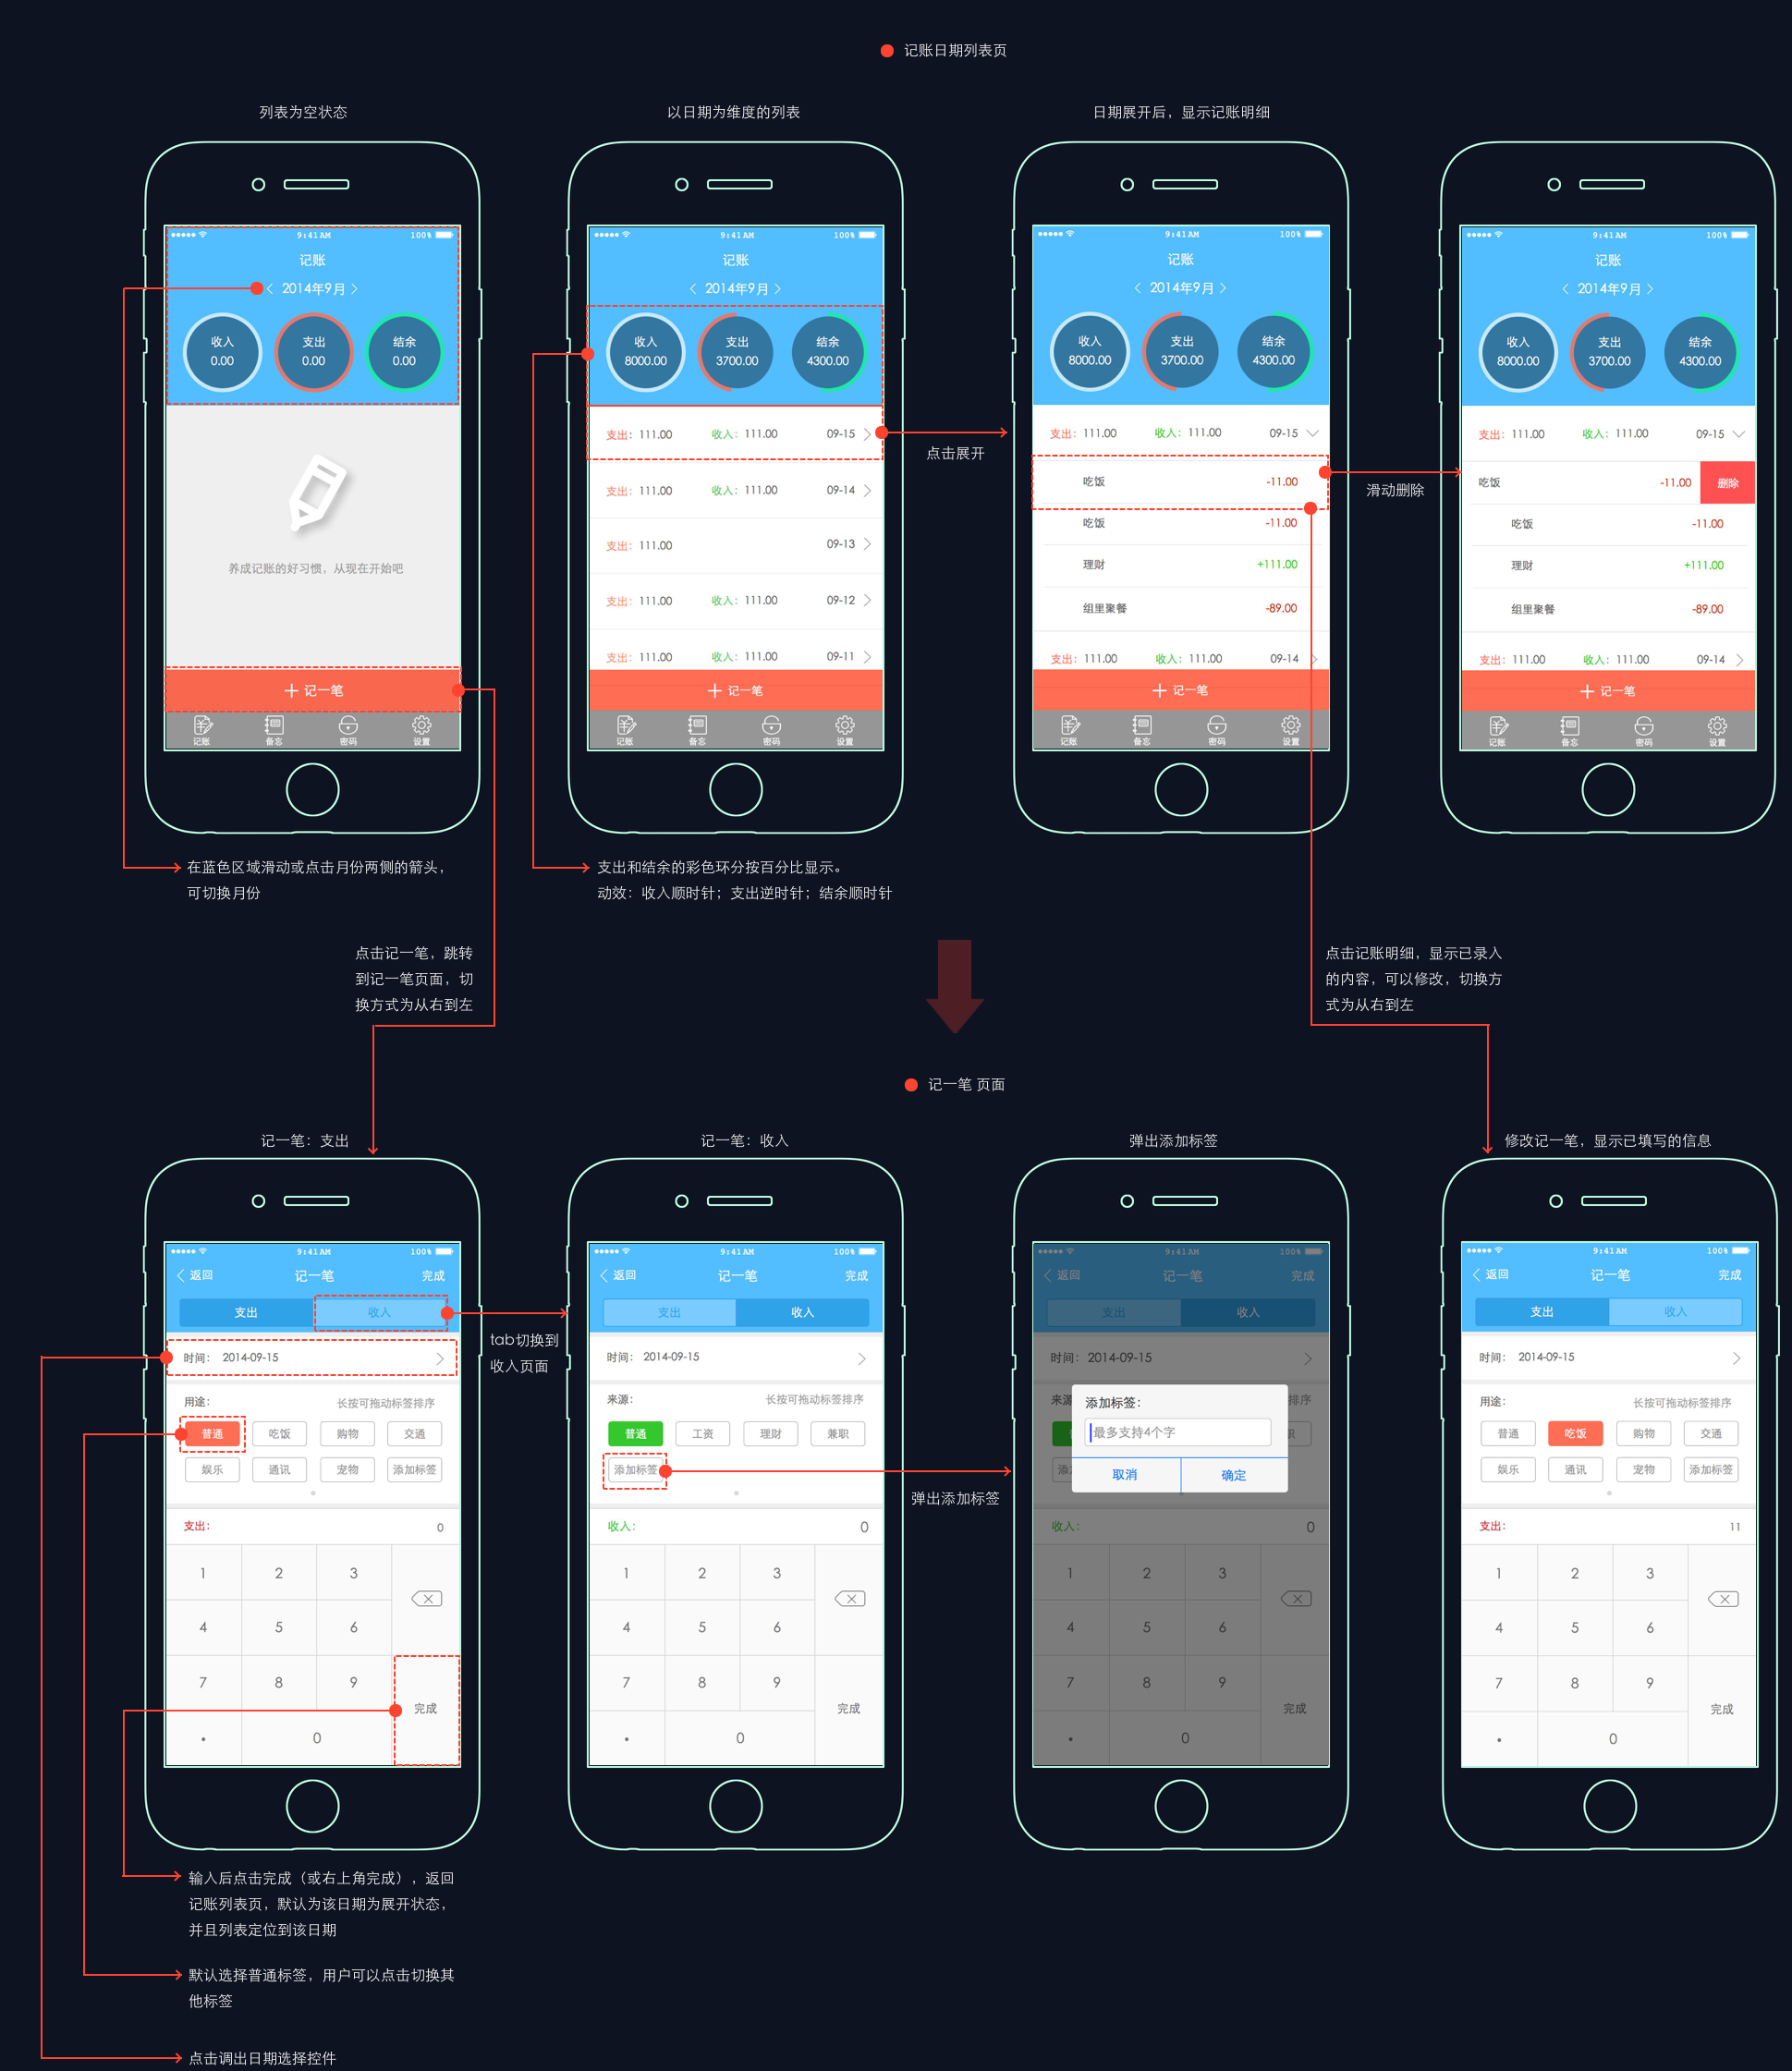 记账日期列表页
列表为空状态
以日期为维度的列表
日期展开后，显示记账明细
9:41AM
100%
记账
2014年9月
收入
0.00
支出
0.00
结余
0.00
养成记账的好习惯，从现在开始吧
记一笔
记账
备忘
密码
设置
9:41AM
100%
记账
2014年9月
收入
8000.00
支出
3700.00
结余
4300.00
支出：111.00 收入：111.00 09-15
支出：111.00 收入：111.00 09-14
支出：111.00 09-13
支出：111.00 收入：111.00 09-12
支出：111.00 收入：111.00 09-11
记一笔
记账
备忘
密码
设置
点击展开
9:41AM
100%
记账
2014年9月
收入
8000.00
支出
3700.00
结余
4300.00
支出：111.00 收入：111.00 09-15
吃饭 -11.00
吃饭 -11.00
理财 +111.00
组里聚餐 -89.00
支出：111.00 收入：111.00 09-14
记一笔
记账
备忘
密码
设置
滑动删除
9:41AM
100%
记账
2014年9月
收入
8000.00
支出
3700.00
结余
4300.00
支出：111.00 收入：111.00 09-15
吃饭 -11.00 删除
吃饭 -11.00
理财 +111.00
组里聚餐 -89.00
支出：111.00 收入：111.00 09-14
记一笔
记账
备忘
密码
设置
在蓝色区域滑动或点击月份两侧的箭头，
可切换月份
支出和结余的彩色环分按百分比显示。
动效：收入顺时针；支出逆时针；结余顺时针
点击记一笔，跳转
到记一笔页面，切
换方式为从右到左
点击记账明细，显示已录入
的内容，可以修改，切换方
式为从右到左
记一笔 页面
记一笔：支出
记一笔：收入
弹出添加标签
修改记一笔，显示已填写的信息
9:41AM
100%
返回 记一笔 完成
支出 收入
时间： 2014-09-15
用途： 长按可拖动标签排序
普通 吃饭 购物 交通
娱乐 通讯 宠物 添加标签
支出： 0
1 2 3
4 5 6
7 8 9
完成
. 0
tab切换到
收入页面
9:41AM
100%
返回 记一笔 完成
支出 收入
时间： 2014-09-15
来源： 长按可拖动标签排序
普通 工资 理财 兼职
添加标签
收入： 0
1 2 3
4 5 6
7 8 9
完成
. 0
弹出添加标签
9:41AM
100%
返回 记一笔 完成
支出 收入
时间：2014-09-15
来源 排序
添加标签：
最多支持4个字
取消 确定
收入： 0
1 2 3
4 5 6
7 8 9
完成
. 0
9:41AM
100%
返回 记一笔 完成
支出 收入
时间： 2014-09-15
用途： 长按可拖动标签排序
普通 吃饭 购物 交通
娱乐 通讯 宠物 添加标签
支出： 11
1 2 3
4 5 6
7 8 9
完成
. 0
输入后点击完成（或右上角完成），返回
记账列表页，默认为该日期为展开状态，
并且列表定位到该日期
默认选择普通标签，用户可以点击切换其
他标签
点击调出日期选择控件